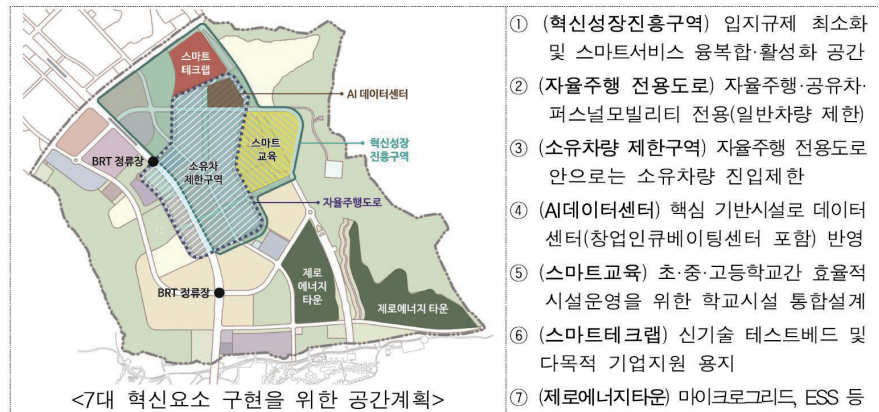 스마트
테크랩
AI 데이터센터
BRT 정류장
소유차
제한구역
스마트
교육
혁신성장
진흥구역
자율주행도로
제로
에너지
타운
BRT 정류장
제로에너지 타운
<7대 혁신요소 구현을 위한 공간계획>
① (혁신성장진흥구역) 입지규제 최소화
및 스마트서비스 융복합·활성화 공간
② (자율주행 전용도로) 자율주행·공유차·
퍼스널모빌리티 전용(일반차량 제한)
③ (소유차량 제한구역) 자율주행 전용도로
안으로는 소유차량 진입제한
④ (AI데이터센터) 핵심 기반시설로 데이터
센터(창업인큐베이팅센터 포함) 반영
⑤ (스마트교육) 초·중·고등학교간 효율적
시설운영을 위한 학교시설 통합설계
⑥ (스마트테크랩) 신기술 테스트베드 및
다목적 기업지원 용지
⑦ (제로에너지타운) 마이크로그리드, ESS 등